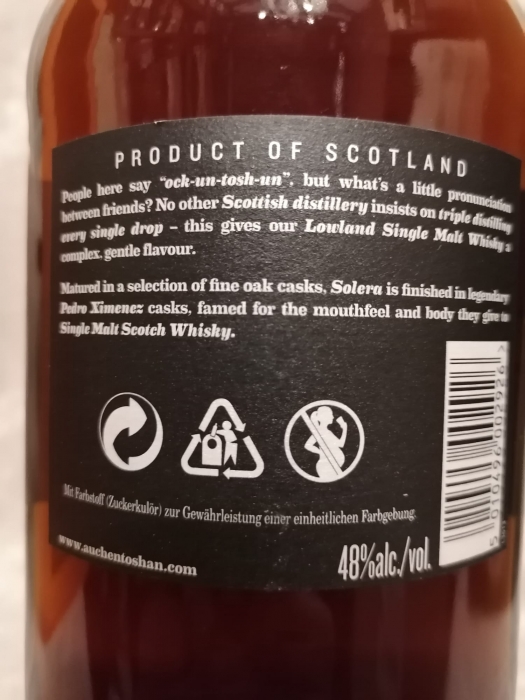 PRODUCT OF SCOTLAND
People here say "ock-un-tosh-un", but what's a little pronunciation
between friends? No other Scottish distillery insists on triple distilling
every single drop – this gives our Lowland Single Malt Whisky a
complex, gentle flavour.
Matured in a selection of fine oak casks, Solera is finished in legendary
Pedro Ximenez casks, famed for the mouthfeel and body they give to
Single Malt Scotch Whisky.
Mit Farbstoff (Zuckerkulör) zur Gewährleistung einer einheitlichen Farbgebung.
www.auchentoshan.com
48%alc./vol.
5 010496 002926 >